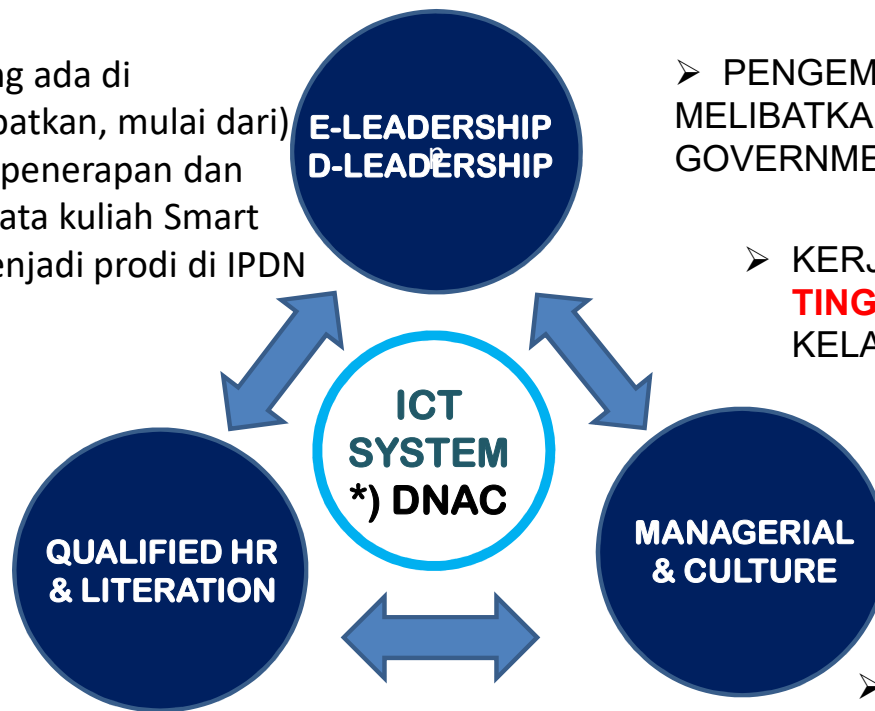 ng ada di
batkan, mulai dari)
penerapan dan
ata kuliah Smart
enjadi prodi di IPDN
E-LEADERSHIP
D-LEADERSHIP
➢ PENGEM
MELIBATKA
GOVERNME
➢ KERJ
TING
KELA
ICT
SYSTEM
*) DNAC
QUALIFIED HR
& LITERATION
MANAGERIAL
& CULTURE
➢